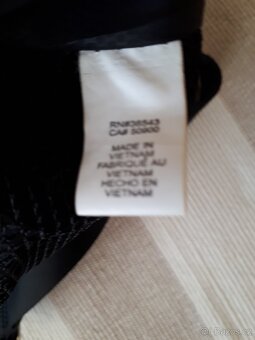 RN#36543
CA# 50900
MADE IN
VIETNAM
FABRIQUÉ AU
VIETNAM
HECHO EN
VIETNAM